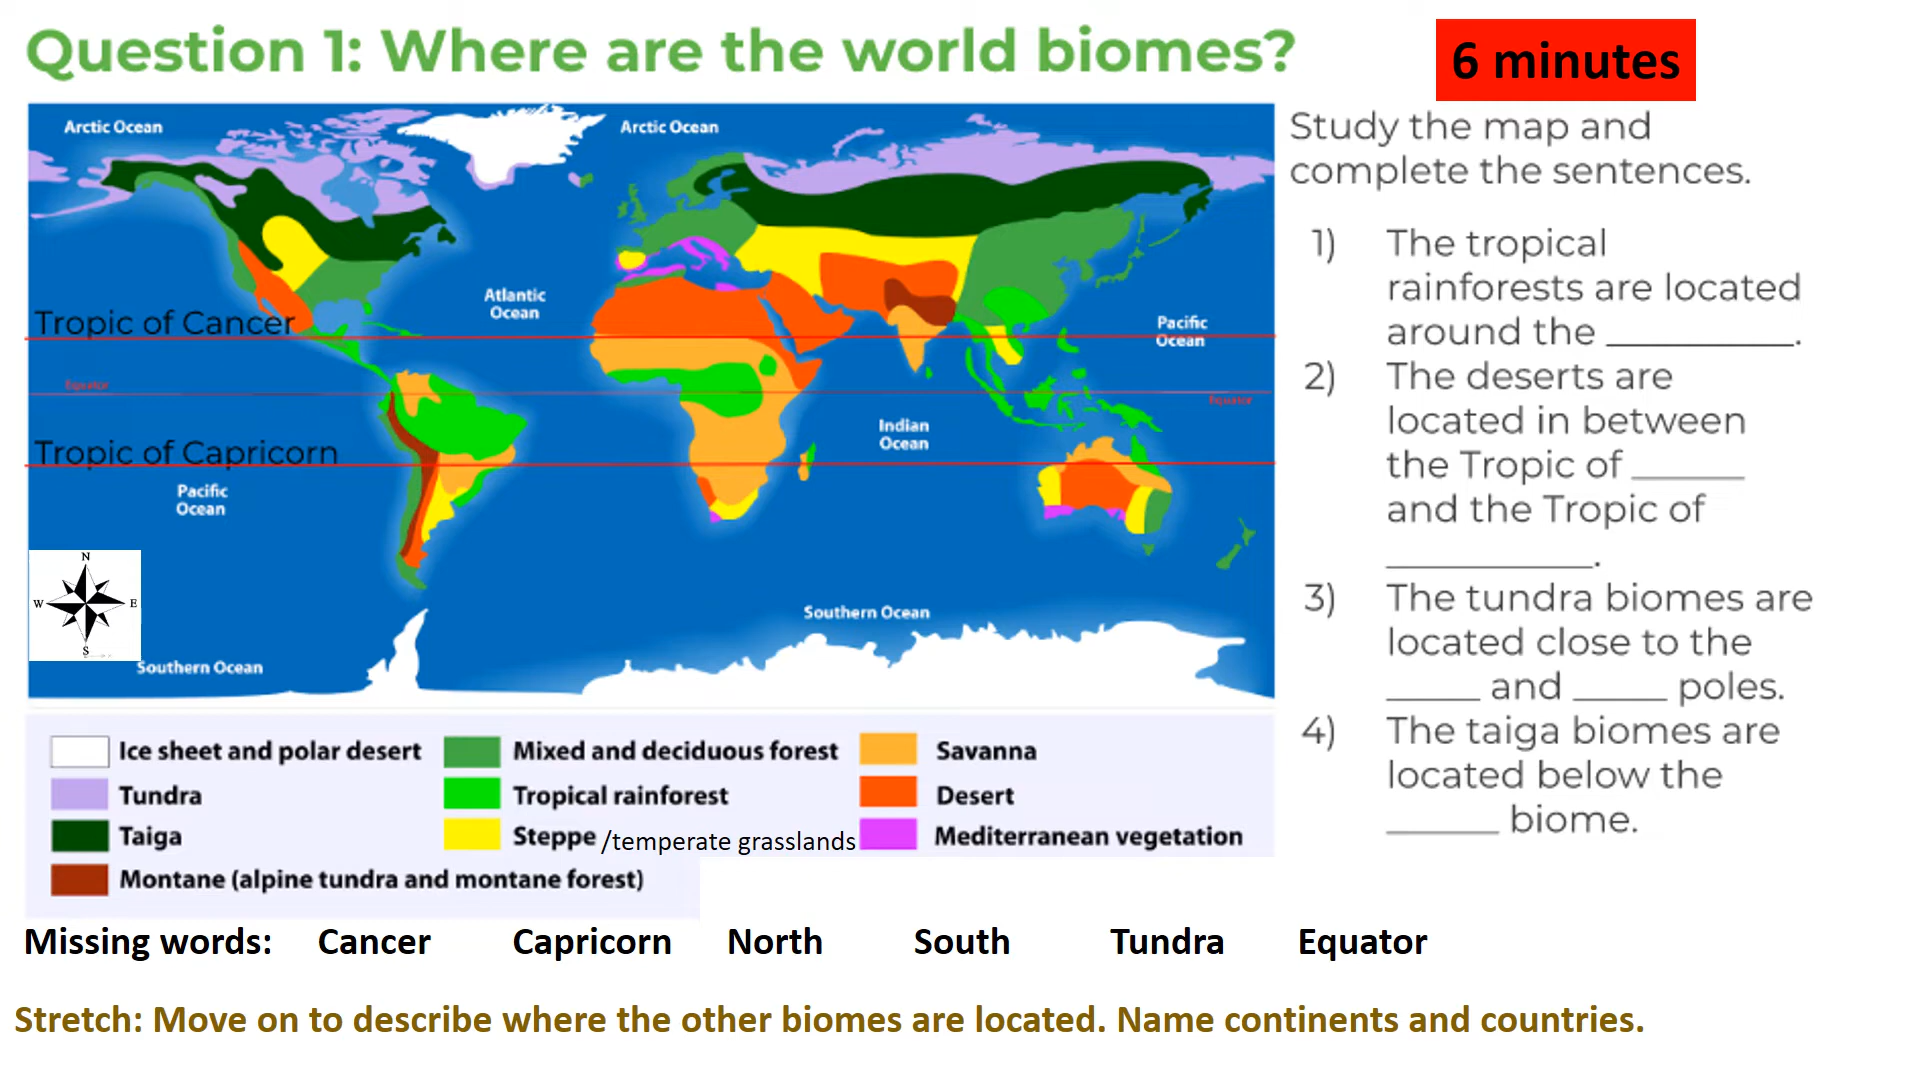 Question 1: Where are the world biomes?
6 minutes
Arctic Ocean
Arctic Ocean
Atlantic
Ocean
Tropic of Cancer
Pacific
Ocean
Equator
Equator
Indian
Ocean
Tropic of Capricorn
Pacific
Ocean
N
W
E
S
Southern Ocean
Southern Ocean
Ice sheet and polar desert
Tundra
Taiga
Montane (alpine tundra and montane forest)
Mixed and deciduous forest
Tropical rainforest
Steppe /temperate grasslands
Savanna
Desert
Mediterranean vegetation
Study the map and
complete the sentences.
1) The tropical
rainforests are located
around the __________.
2) The deserts are
located in between
the Tropic of ______
and the Tropic of
___________.
3) The tundra biomes are
located close to the
_____ and _____ poles.
4) The taiga biomes are
located below the
______ biome.
Missing words: Cancer Capricorn North South Tundra Equator
Stretch: Move on to describe where the other biomes are located. Name continents and countries.